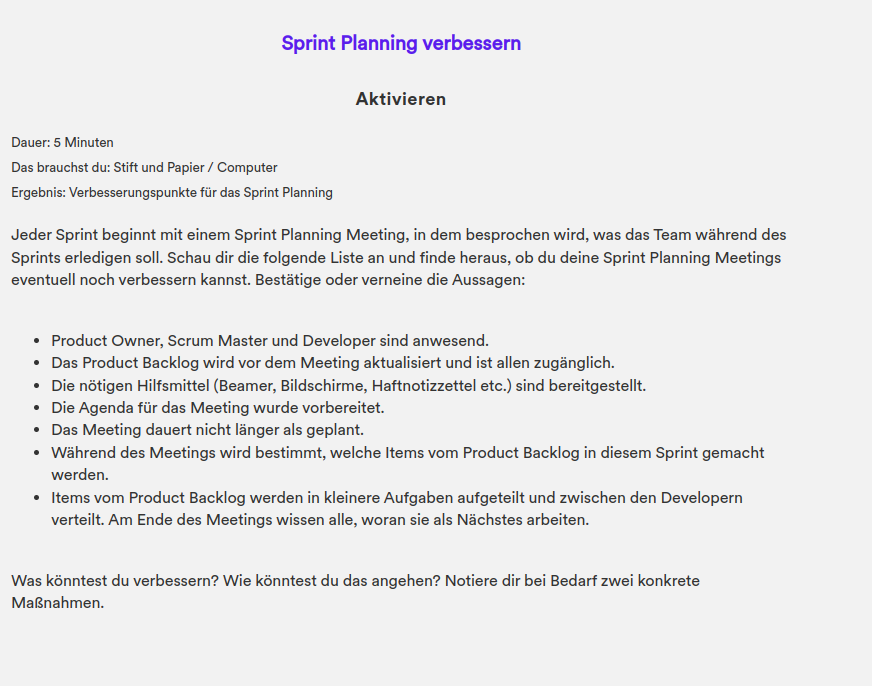 Sprint Planning verbessern
Aktivieren
Dauer: 5 Minuten
Das brauchst du: Stift und Papier / Computer
Ergebnis: Verbesserungspunkte für das Sprint Planning
Jeder Sprint beginnt mit einem Sprint Planning Meeting, in dem besprochen wird, was das Team während des
Sprints erledigen soll. Schau dir die folgende Liste an und finde heraus, ob du deine Sprint Planning Meetings
eventuell noch verbessern kannst. Bestätige oder verneine die Aussagen:
• Product Owner, Scrum Master und Developer sind anwesend.
• Das Product Backlog wird vor dem Meeting aktualisiert und ist allen zugänglich.
• Die nötigen Hilfsmittel (Beamer, Bildschirme, Haftnotizzettel etc.) sind bereitgestellt.
• Die Agenda für das Meeting wurde vorbereitet.
• Das Meeting dauert nicht länger als geplant.
• Während des Meetings wird bestimmt, welche Items vom Product Backlog in diesem Sprint gemacht
werden.
• Items vom Product Backlog werden in kleinere Aufgaben aufgeteilt und zwischen den Developern
verteilt. Am Ende des Meetings wissen alle, woran sie als Nächstes arbeiten.
Was könntest du verbessern? Wie könntest du das angehen? Notiere dir bei Bedarf zwei konkrete
Maßnahmen.